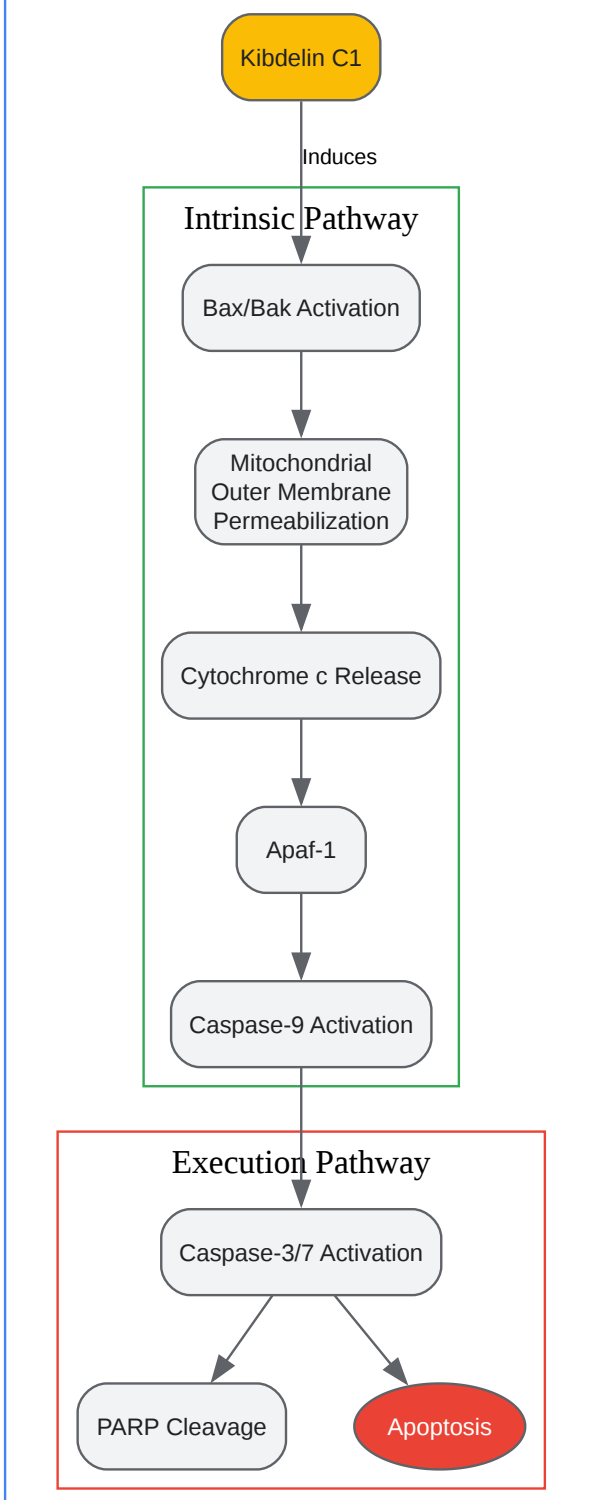 Kibdelin C1
Induces
Intrinsic Pathway
Bax/Bak Activation
Mitochondrial
Outer Membrane
Permeabilization
Cytochrome c Release
Apaf-1
Caspase-9 Activation
Execution Pathway
Caspase-3/7 Activation
PARP Cleavage
Apoptosis